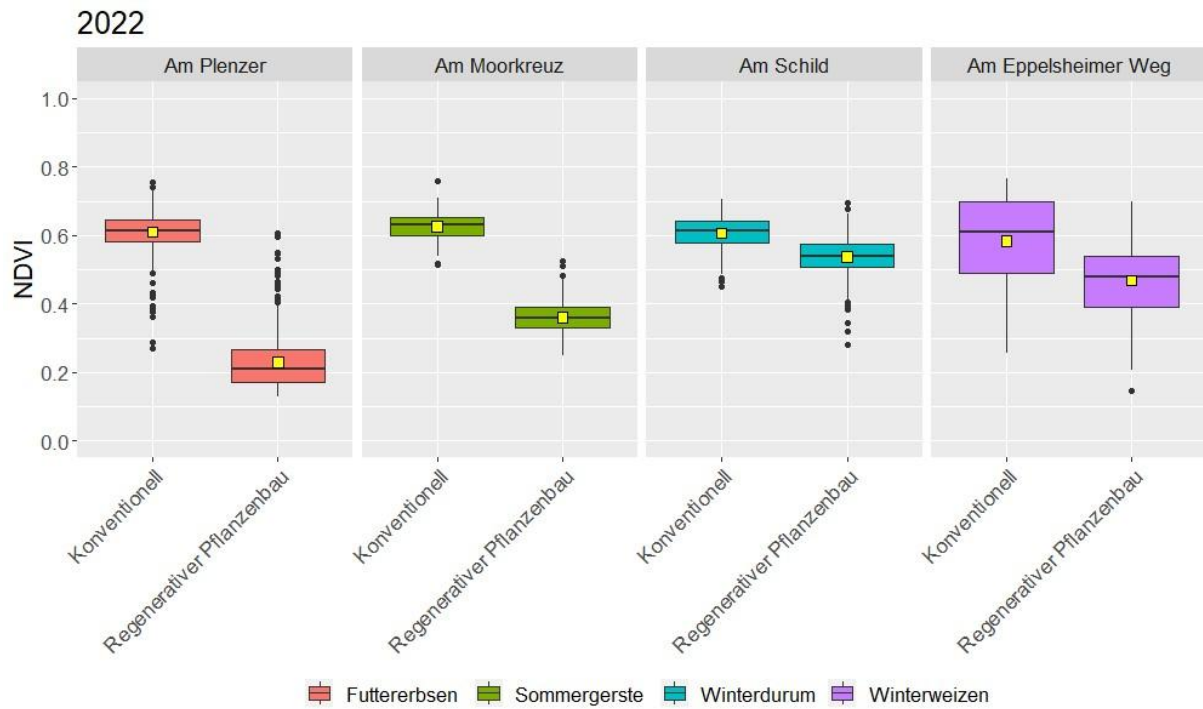 2022
Am Plenzer
Am Moorkreuz
Am Schild
Am Eppelsheimer Weg
NDVI
1.0
0.8
0.6
0.4
0.2
0.0
Konventionell
Regenerativer Pflanzenbau
Konventionell
Regenerativer Pflanzenbau
Konventionell
Regenerativer Pflanzenbau
Konventionell
Regenerativer Pflanzenbau
Futtererbsen
Sommergerste
Winterdurum
Winterweizen